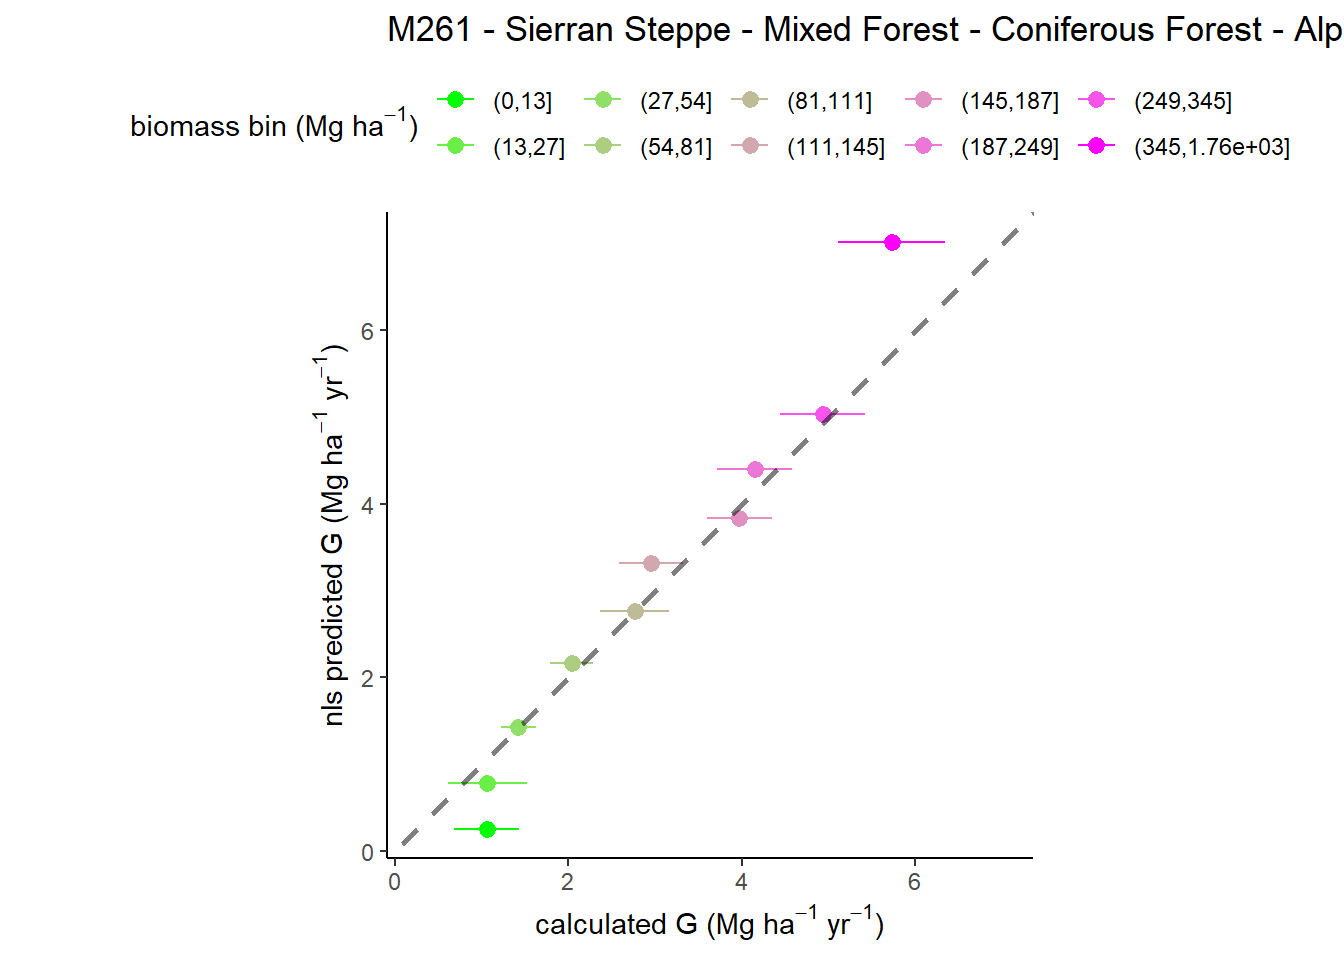 M261 - Sierran Steppe - Mixed Forest - Coniferous Forest - Alp
biomass bin (Mg ha⁻¹)
(0,13] (27,54] (81,111] (145,187] (249,345]
(13,27] (54,81] (111,145] (187,249] (345,1.76e+03]
nls predicted G (Mg ha⁻¹ yr⁻¹)
6
4
2
0
0 2 4 6
calculated G (Mg ha⁻¹ yr⁻¹)